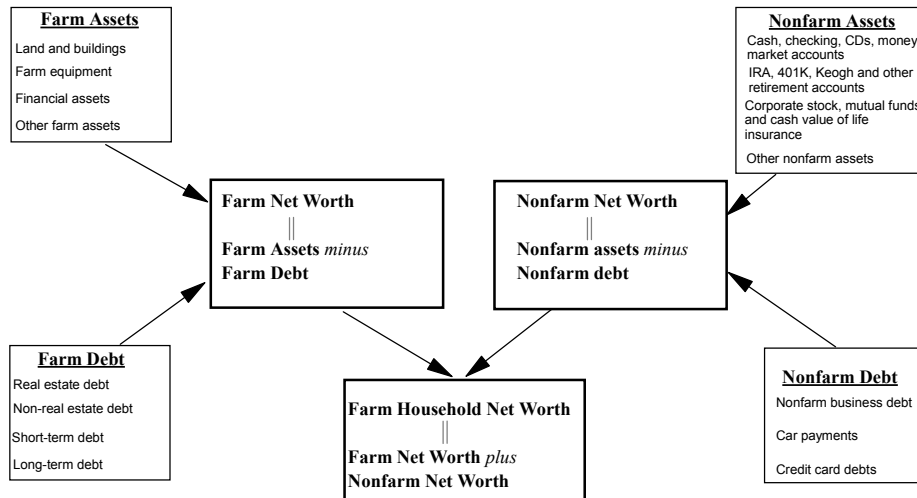 Farm Assets
Land and buildings
Farm equipment
Financial assets
Other farm assets
Nonfarm Assets
Cash, checking, CDs, money
market accounts
IRA, 401K, Keogh and other
retirement accounts
Corporate stock, mutual funds
and cash value of life
insurance
Other nonfarm assets
Farm Net Worth
||
Farm Assets minus
Farm Debt
Nonfarm Net Worth
||
Nonfarm assets minus
Nonfarm debt
Farm Debt
Real estate debt
Non-real estate debt
Short-term debt
Long-term debt
Farm Household Net Worth
||
Farm Net Worth plus
Nonfarm Net Worth
Nonfarm Debt
Nonfarm business debt
Car payments
Credit card debts